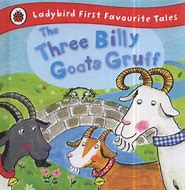 Ladybird First Favourite Tales
The
Three Billy
Goats Gruff